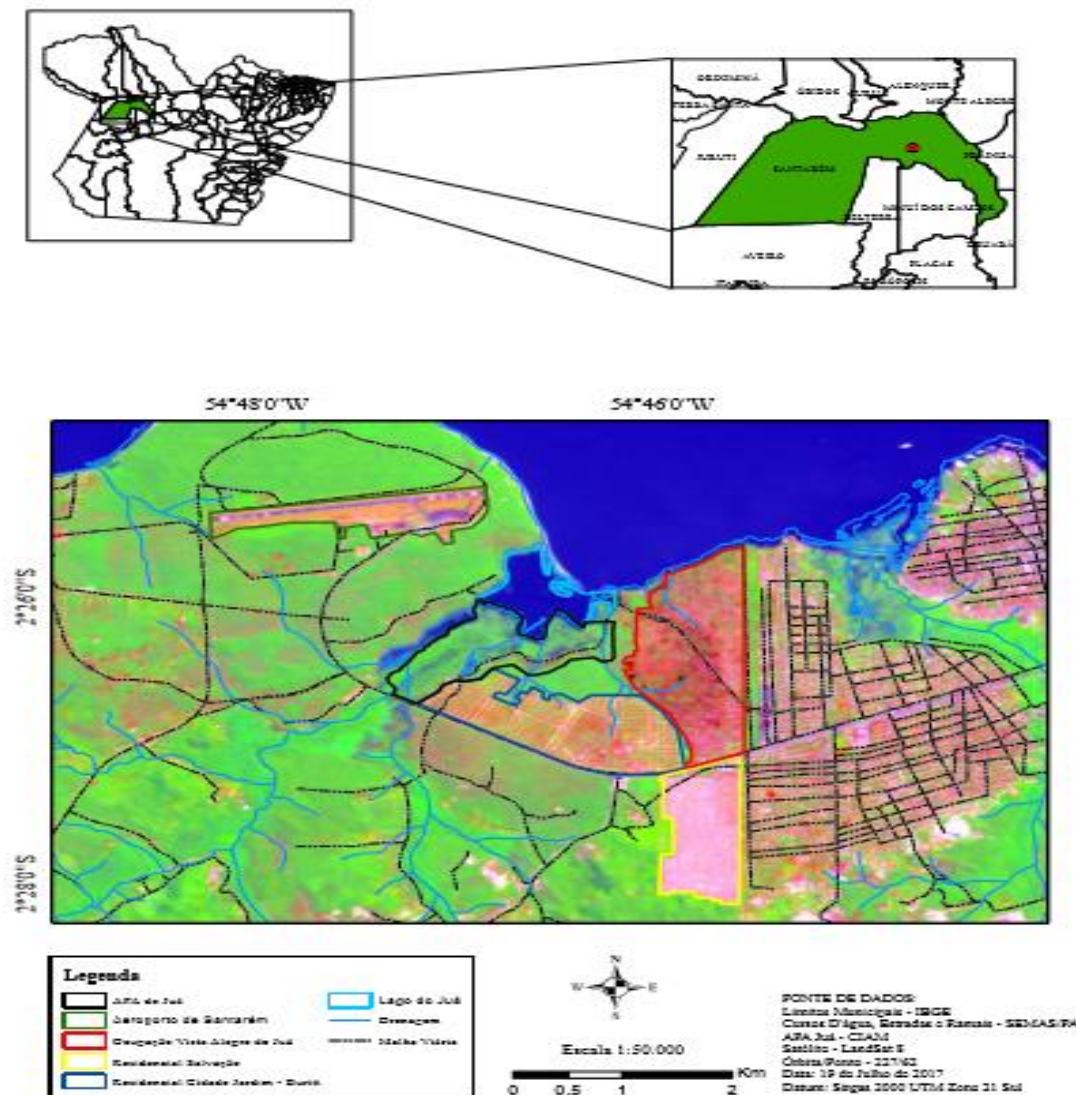 ÓBIDOS
ALENQUER
MONTE ALEGRE
JURUTI
SANTARÉM
MOJUÍ DOS CAMPOS
BELTERRA
AVEIRO
PLACAS
54°48'0"W
54°46'0"W
2°26'0"S
2°28'0"S
Legenda
APA de Juá
Aeroporto de Santarém
Ocupação Vista Alegre do Juá
Residencial Salvação
Residencial Cidade Jardim - Buriti
Lago do Juá
Drenagem
Malha Viária
N
W
E
S
Escala 1:50.000
0 0.5 1 2 Km
FONTE DE DADOS:
Limites Municipais - IBGE
Cursos D'água, Estradas e Ramais - SEMAS/PA
APA Juá - CIAM
Satélite - LandSat 8
Órbita/Ponto - 227/62
Data: 19 de Julho de 2017
Datum: Sirgas 2000 UTM Zona 21 Sul